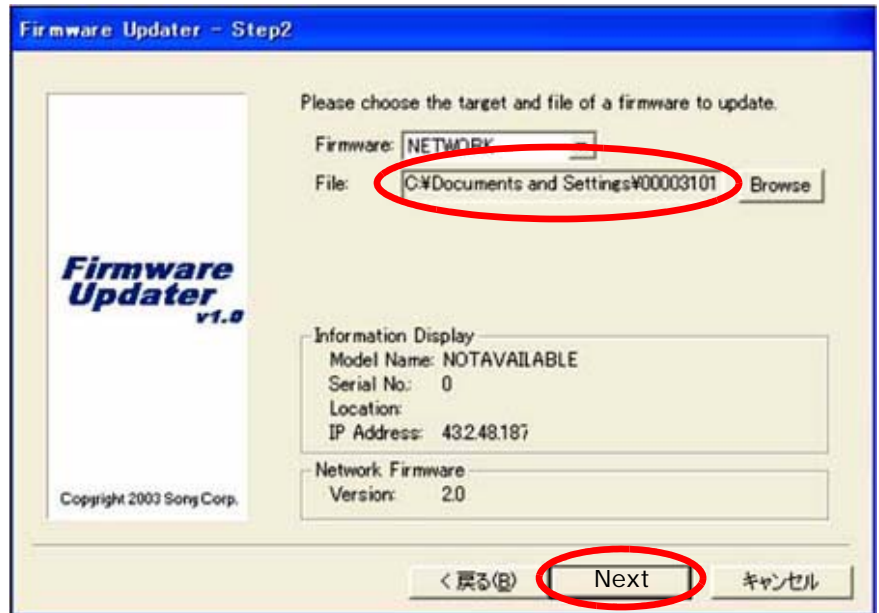 Firmware Updater - Step2
Please choose the target and file of a firmware to update.
Firmware: NETWORK
File: C:¥Documents and Settings¥00003101 Browse
Firmware
Updater
v1.0
Information Display
Model Name: NOTAVAILABLE
Serial No.: 0
Location:
IP Address: 43.2.48.187
Network Firmware
Version: 2.0
Copyright 2003 Sony Corp.
< 戻る(B) Next キャンセル